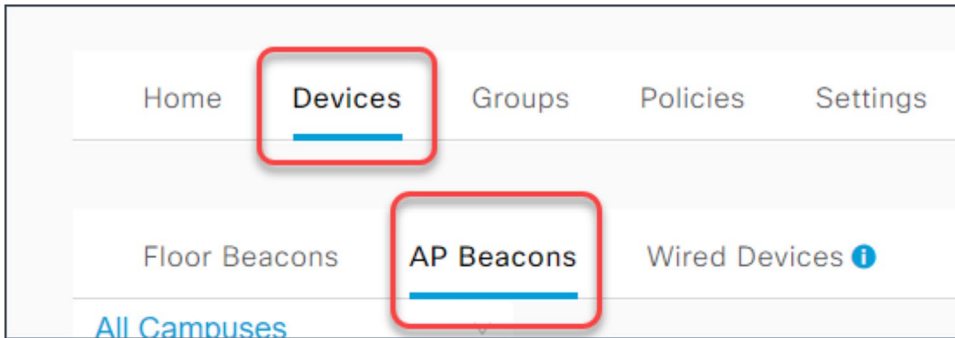 Home Devices Groups Policies Settings
Floor Beacons AP Beacons Wired Devices
All Campuses